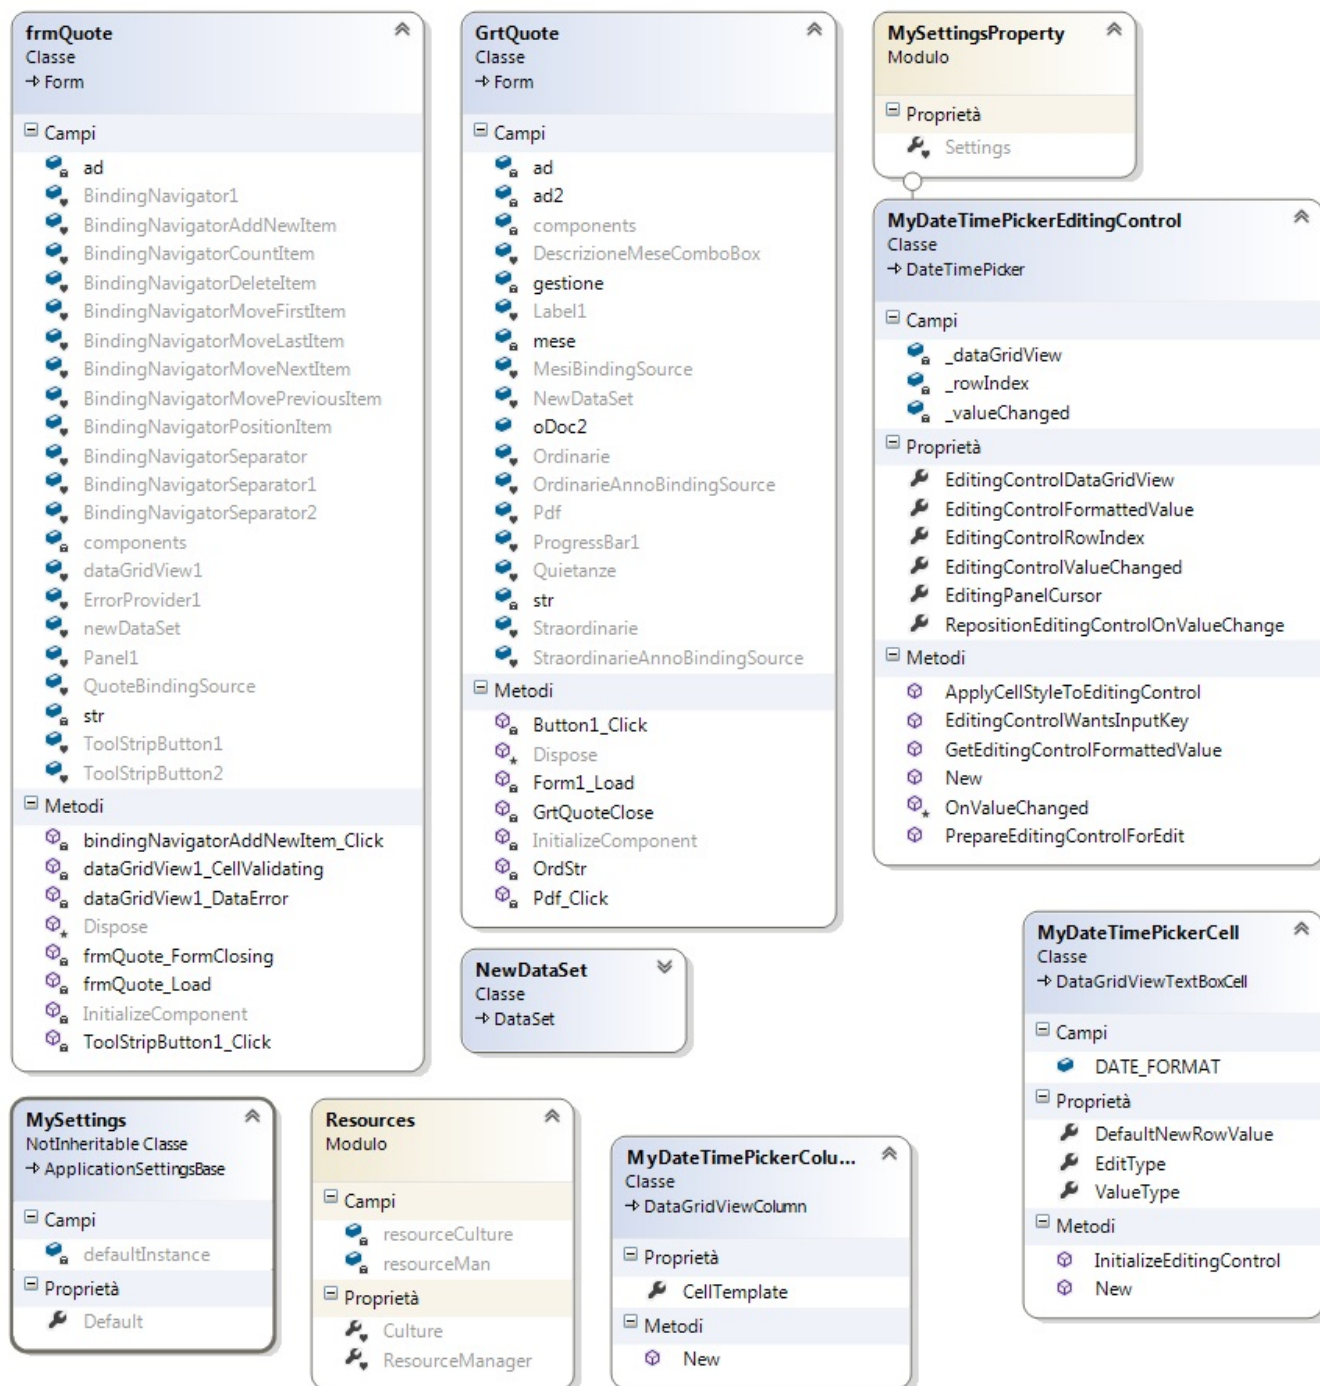 frmQuote
Classe
Form
Campi
ad
BindingNavigator1
BindingNavigatorAddNewItem
BindingNavigatorCountItem
BindingNavigatorDeleteItem
BindingNavigatorMoveFirstItem
BindingNavigatorMoveLastItem
BindingNavigatorMoveNextItem
BindingNavigatorMovePreviousItem
BindingNavigatorPositionItem
BindingNavigatorSeparator
BindingNavigatorSeparator1
BindingNavigatorSeparator2
components
dataGridView1
ErrorProvider1
newDataSet
Panel1
QuoteBindingSource
str
ToolStripButton1
ToolStripButton2
Metodi
bindingNavigatorAddNewItem_Click
dataGridView1_CellValidating
dataGridView1_DataError
Dispose
frmQuote_FormClosing
frmQuote_Load
InitializeComponent
ToolStripButton1_Click
GrtQuote
Classe
Form
Campi
ad
ad2
components
DescrizioneMeseComboBox
gestione
Label1
mese
MesiBindingSource
NewDataSet
oDoc2
Ordinarie
OrdinarieAnnoBindingSource
Pdf
ProgressBar1
Quietanze
str
Straordinarie
StraordinarieAnnoBindingSource
Metodi
Button1_Click
Dispose
Form1_Load
GrtQuoteClose
InitializeComponent
OrdStr
Pdf_Click
MySettingsProperty
Modulo
Proprietà
Settings
MyDateTimePickerEditingControl
Classe
DateTimePicker
Campi
_dataGridView
_rowIndex
_valueChanged
Proprietà
EditingControlDataGridView
EditingControlFormattedValue
EditingControlRowIndex
EditingControlValueChanged
EditingPanelCursor
RepositionEditingControlOnValueChange
Metodi
ApplyCellStyleToEditingControl
EditingControlWantsInputKey
GetEditingControlFormattedValue
New
OnValueChanged
PrepareEditingControlForEdit
NewDataSet
Classe
DataSet
MyDateTimePickerCell
Classe
DataGridViewTextBoxCell
Campi
DATE_FORMAT
Proprietà
DefaultNewRowValue
EditType
ValueType
Metodi
InitializeEditingControl
New
MySettings
NotInheritable Classe
ApplicationSettingsBase
Campi
defaultInstance
Proprietà
Default
Resources
Modulo
Campi
resourceCulture
resourceMan
Proprietà
Culture
ResourceManager
MyDateTimePickerColu...
Classe
DataGridViewColumn
Proprietà
CellTemplate
Metodi
New